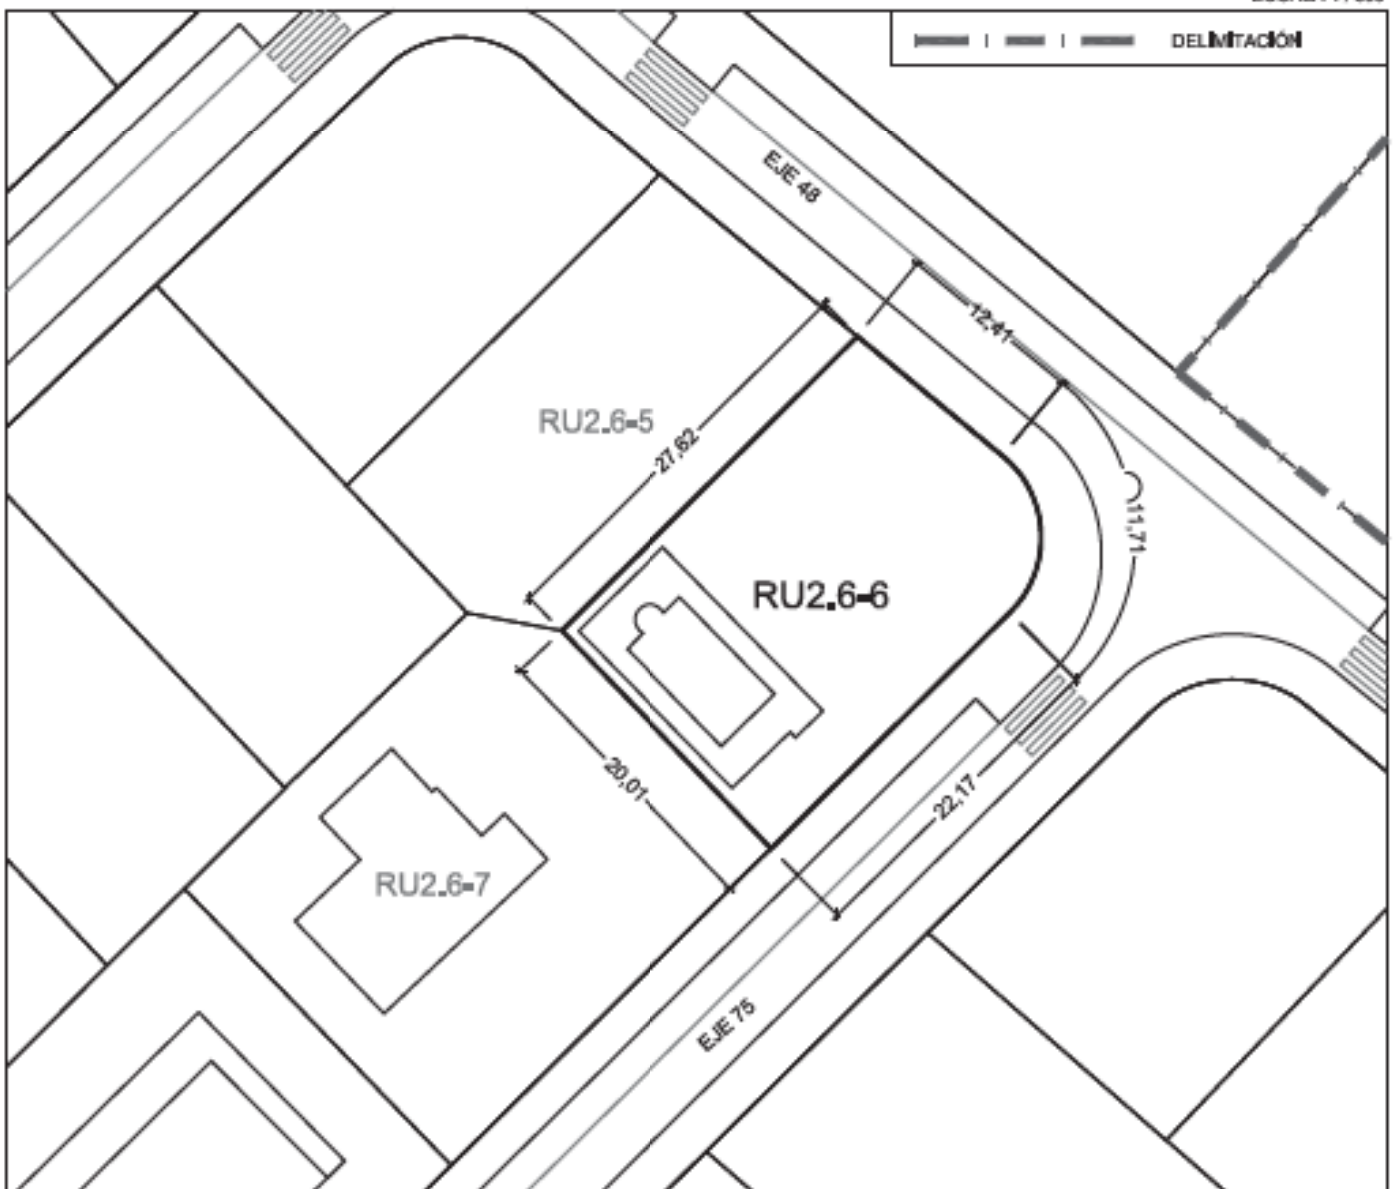 DELIMITACIÓN
EJE 48
12,41
RU2.6-5
27,62
11,71
RU2.6-6
20,01
22,17
RU2.6-7
EJE 75